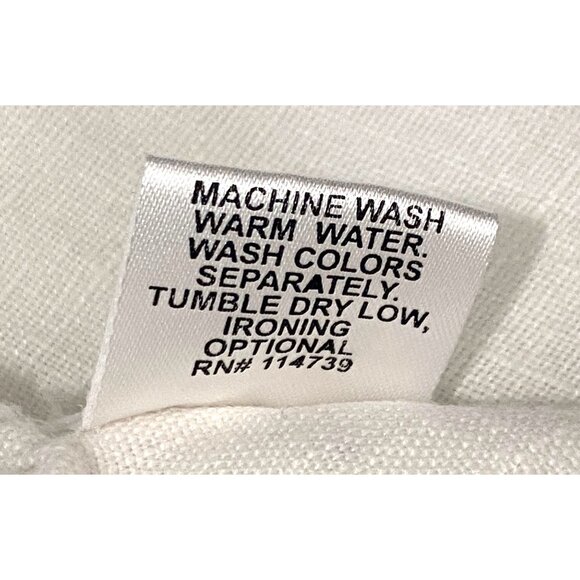 MACHINE WASH
WARM WATER.
WASH COLORS
SEPARATELY.
TUMBLE DRY LOW,
IRONING
OPTIONAL
RN# 114739